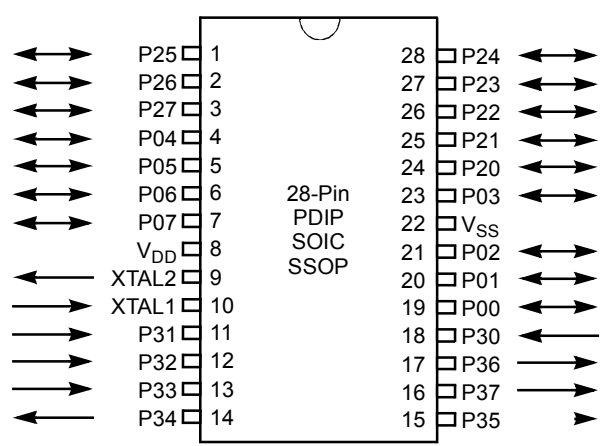 P25 1 28 P24
P26 2 27 P23
P27 3 26 P22
P04 4 25 P21
P05 5 24 P20
P06 6 28-Pin 23 P03
P07 7 PDIP 22 VSS
VDD 8 SOIC 21 P02
XTAL2 9 SSOP 20 P01
XTAL1 10 19 P00
P31 11 18 P30
P32 12 17 P36
P33 13 16 P37
P34 14 15 P35